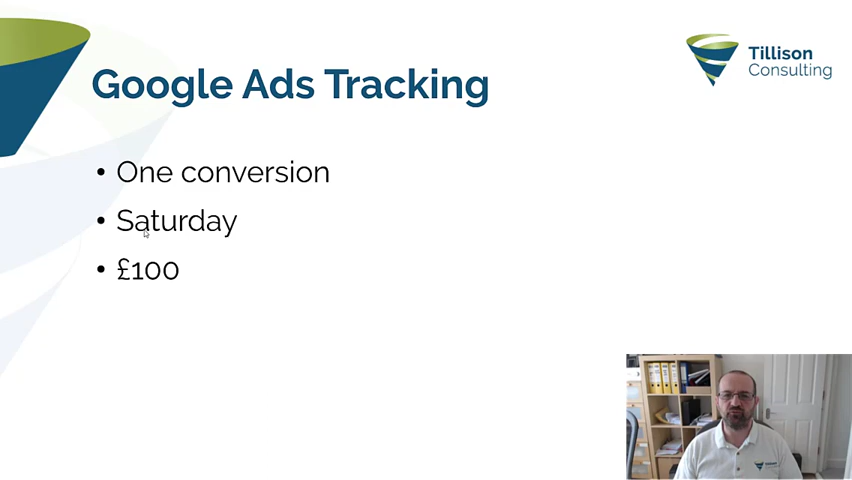 Google Ads Tracking
Tillison
Consulting
• One conversion
• Saturday
• £100